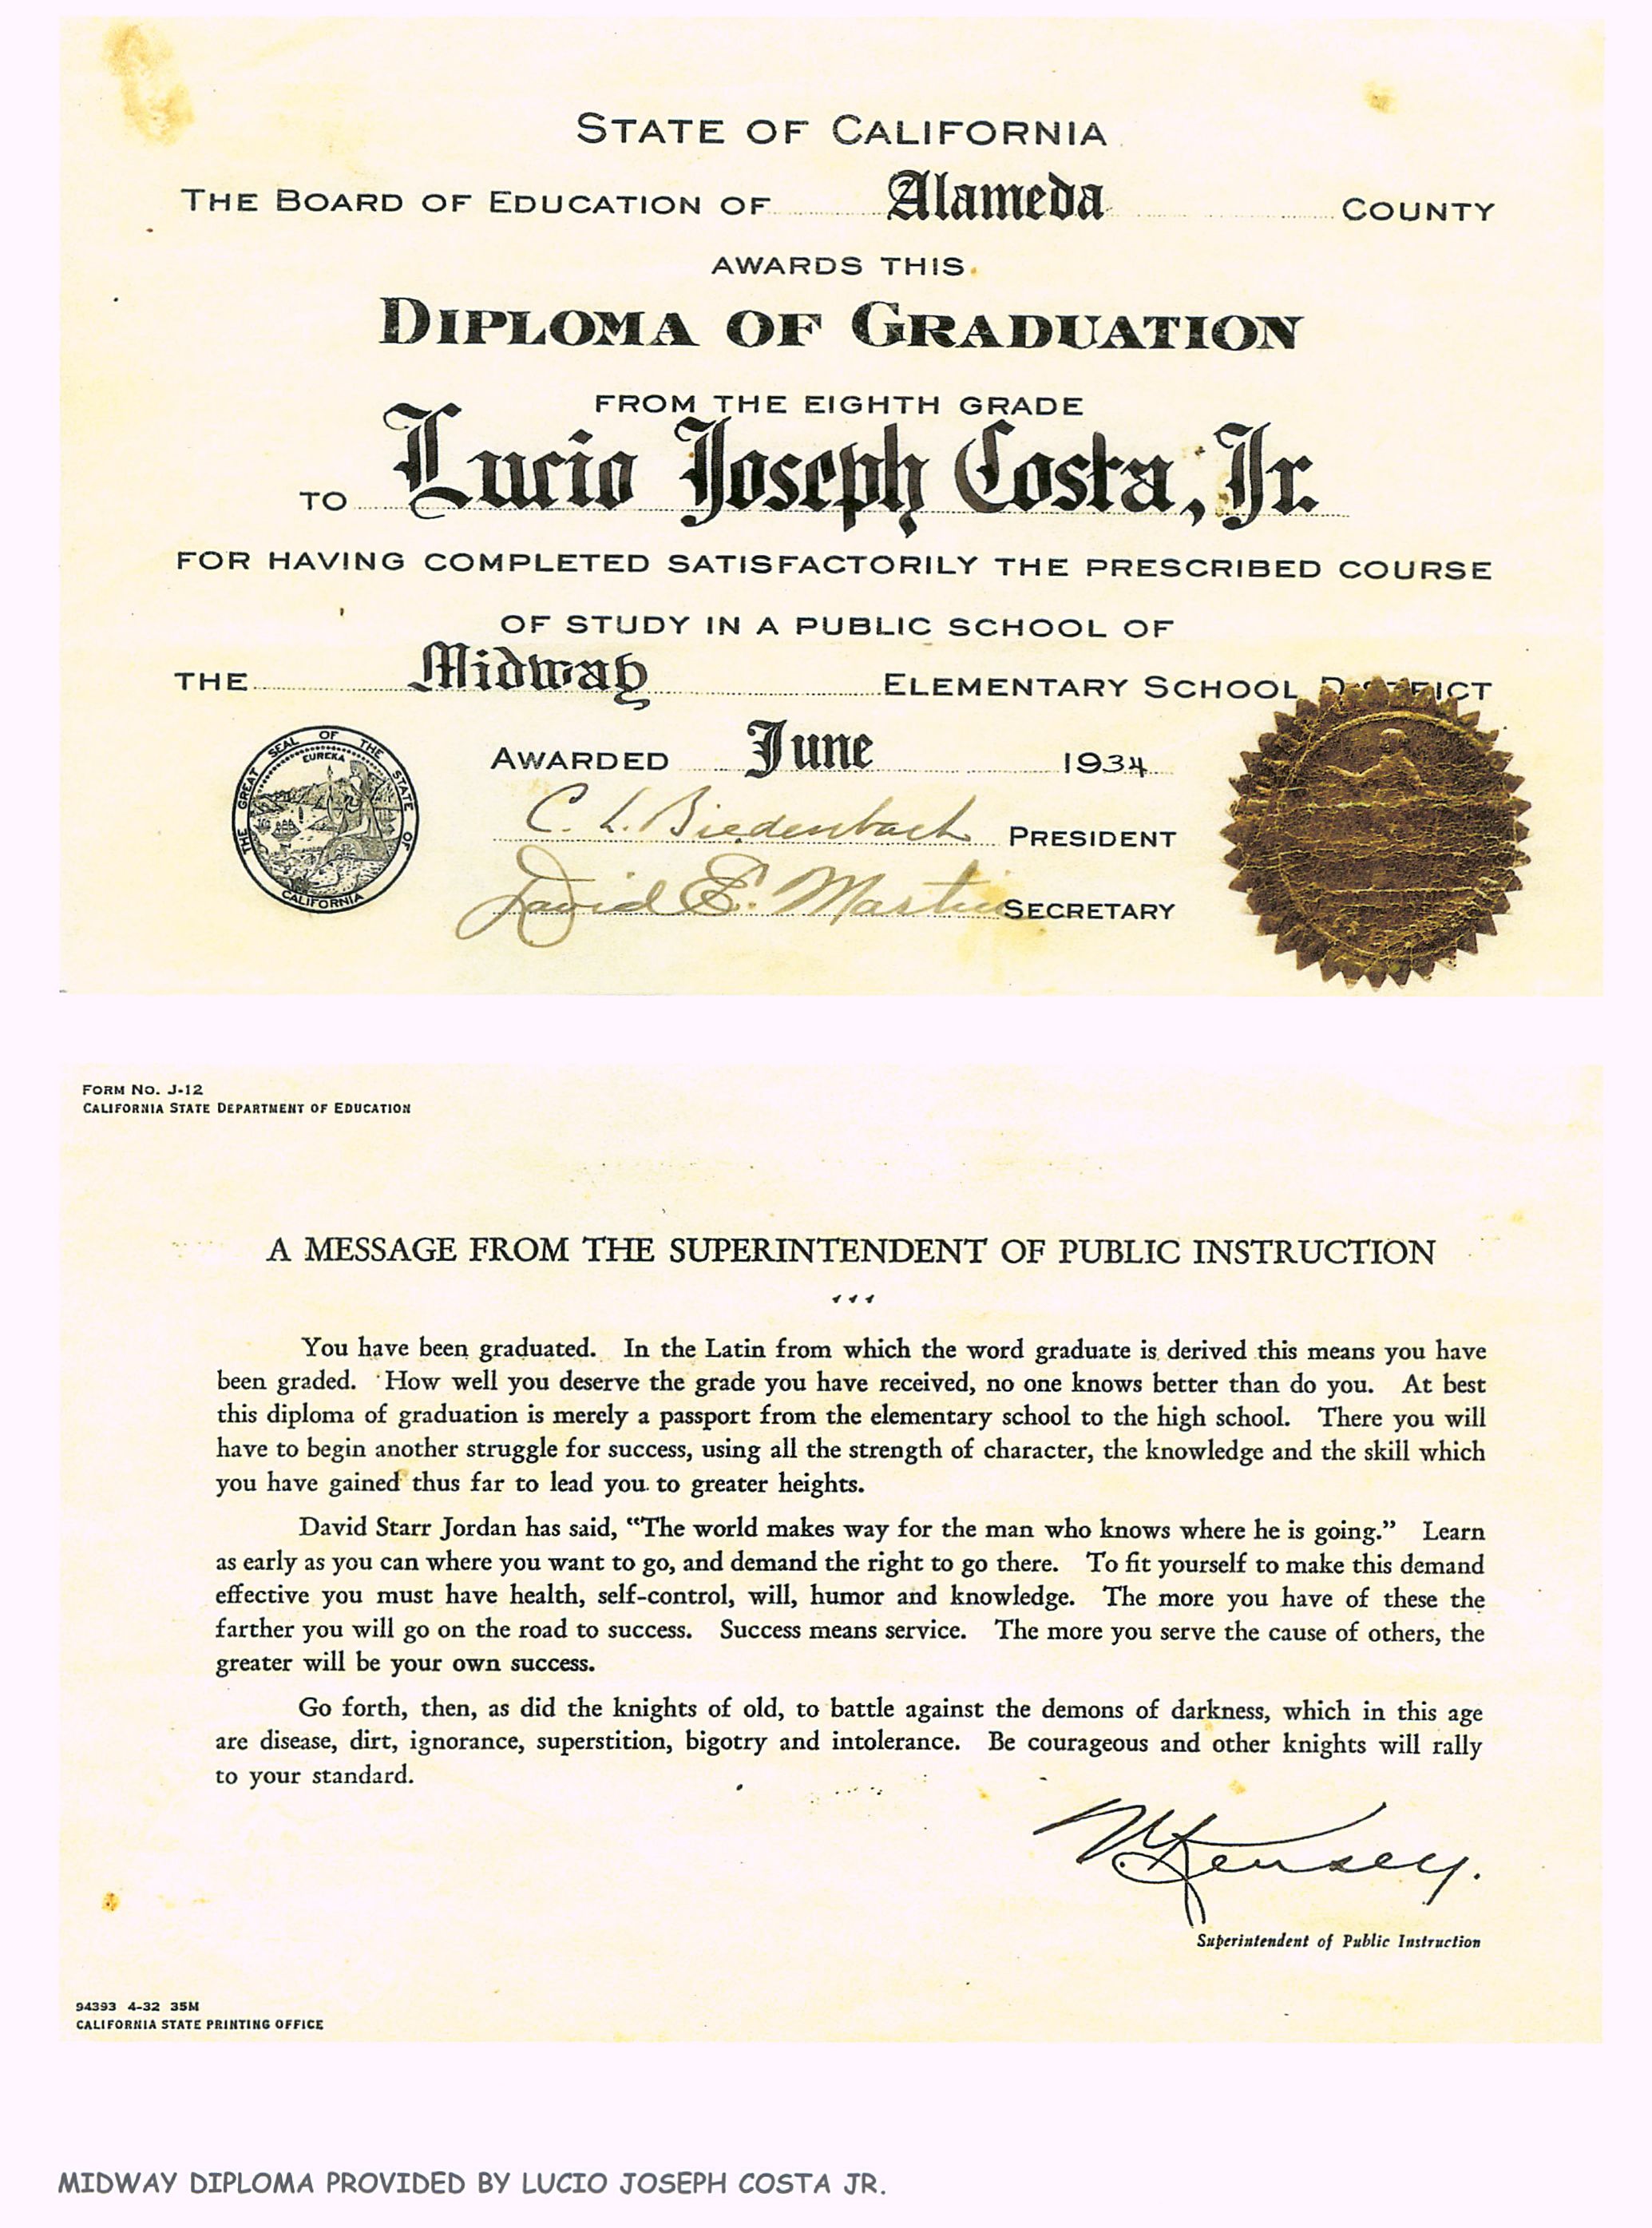 STATE OF CALIFORNIA
THE BOARD OF EDUCATION OF Alameda COUNTY
AWARDS THIS
DIPLOMA OF GRADUATION
FROM THE EIGHTH GRADE
TO Lucio Joseph Costa, Jr.
FOR HAVING COMPLETED SATISFACTORILY THE PRESCRIBED COURSE
OF STUDY IN A PUBLIC SCHOOL OF
THE Midway ELEMENTARY SCHOOL DISTRICT
THE GREAT SEAL OF THE STATE OF CALIFORNIA
EUREKA
AWARDED June 1934
C. L. Biedenbach PRESIDENT
David E. Martin SECRETARY
FORM NO. J-12
CALIFORNIA STATE DEPARTMENT OF EDUCATION
A MESSAGE FROM THE SUPERINTENDENT OF PUBLIC INSTRUCTION
You have been graduated. In the Latin from which the word graduate is derived this means you have
been graded. How well you deserve the grade you have received, no one knows better than do you. At best
this diploma of graduation is merely a passport from the elementary school to the high school. There you will
have to begin another struggle for success, using all the strength of character, the knowledge and the skill which
you have gained thus far to lead you to greater heights.
David Starr Jordan has said, “The world makes way for the man who knows where he is going.” Learn
as early as you can where you want to go, and demand the right to go there. To fit yourself to make this demand
effective you must have health, self-control, will, humor and knowledge. The more you have of these the
farther you will go on the road to success. Success means service. The more you serve the cause of others, the
greater will be your own success.
Go forth, then, as did the knights of old, to battle against the demons of darkness, which in this age
are disease, dirt, ignorance, superstition, bigotry and intolerance. Be courageous and other knights will rally
to your standard.
Superintendent of Public Instruction
94393 4-32 35M
CALIFORNIA STATE PRINTING OFFICE
MIDWAY DIPLOMA PROVIDED BY LUCIO JOSEPH COSTA JR.